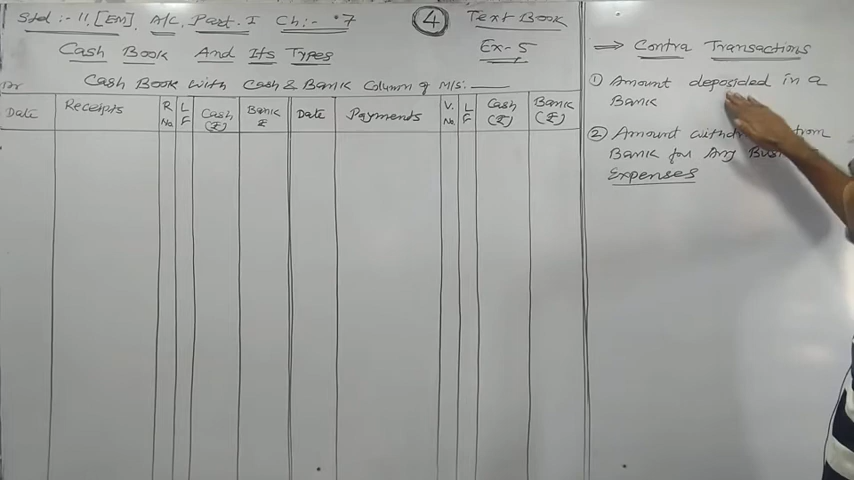 Std :- 11, [EM], A/C, Part. I Ch:- 7
4 Text Book
Ex-5
Cash Book And Its Types
Cash Book with Cash & Bank Column of M/S:
Dr
Date Receipts R No L F Cash (₹) Bank ₹ Date Payments V. No. L F Cash (₹) Bank (₹)
⇒ Contra Transactions
① Amount deposided in a
Bank
② Amount from
Bank for Any
Expenses